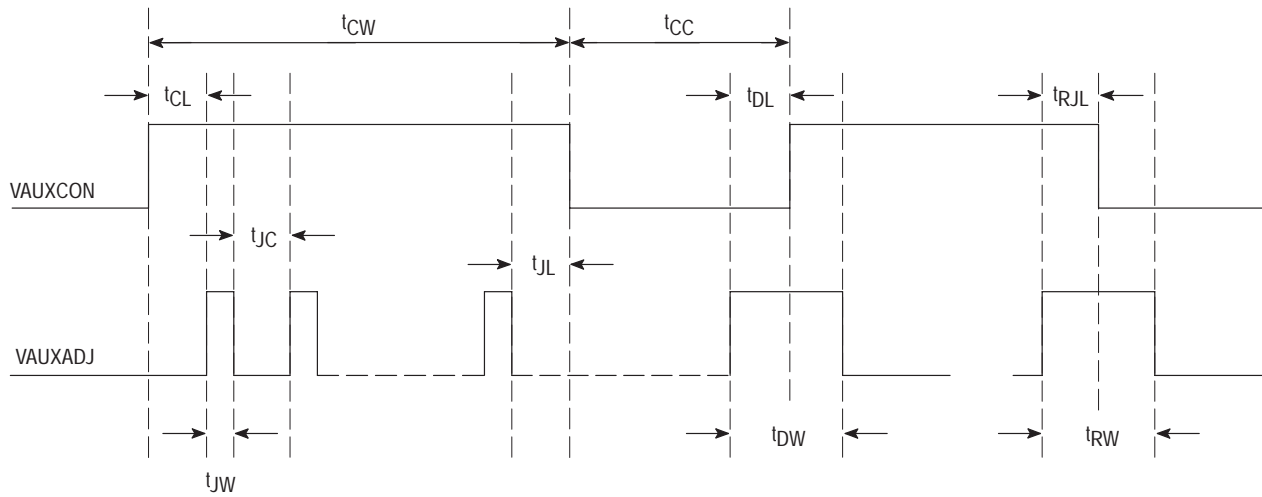 tCW
tCC
tCL
tDL
tRJL
VAUXCON
tJC
tJL
VAUXADJ
tDW
tRW
tJW